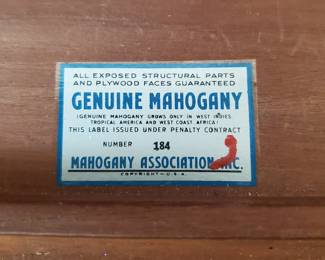 ALL EXPOSED STRUCTURAL PARTS
AND PLYWOOD FACES GUARANTEED
GENUINE MAHOGANY
(GENUINE MAHOGANY GROWS ONLY IN WEST INDIES,
TROPICAL AMERICA AND WEST COAST, AFRICA)
THIS LABEL ISSUED UNDER PENALTY CONTRACT
NUMBER 184
MAHOGANY ASSOCIATION, INC.
COPYRIGHT—U.S.A.